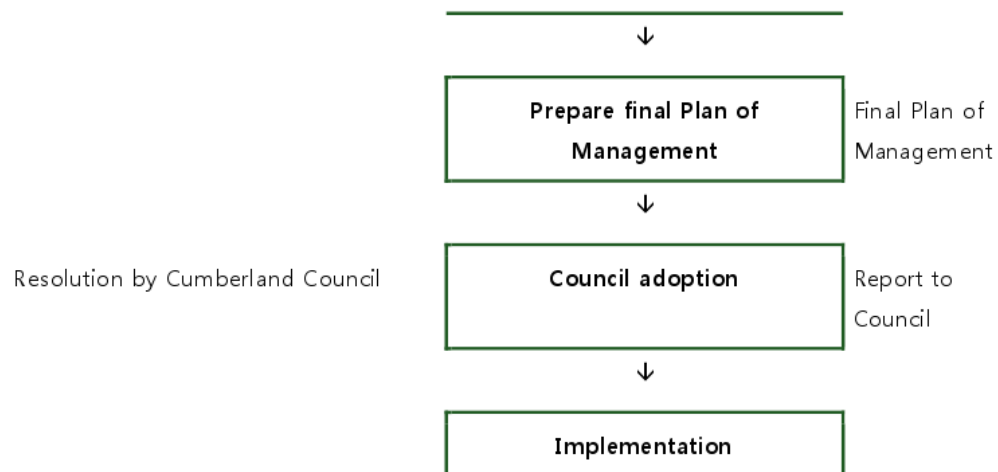 ↓
Prepare final Plan of
Management
Final Plan of
Management
↓
Resolution by Cumberland Council
Council adoption
Report to
Council
↓
Implementation